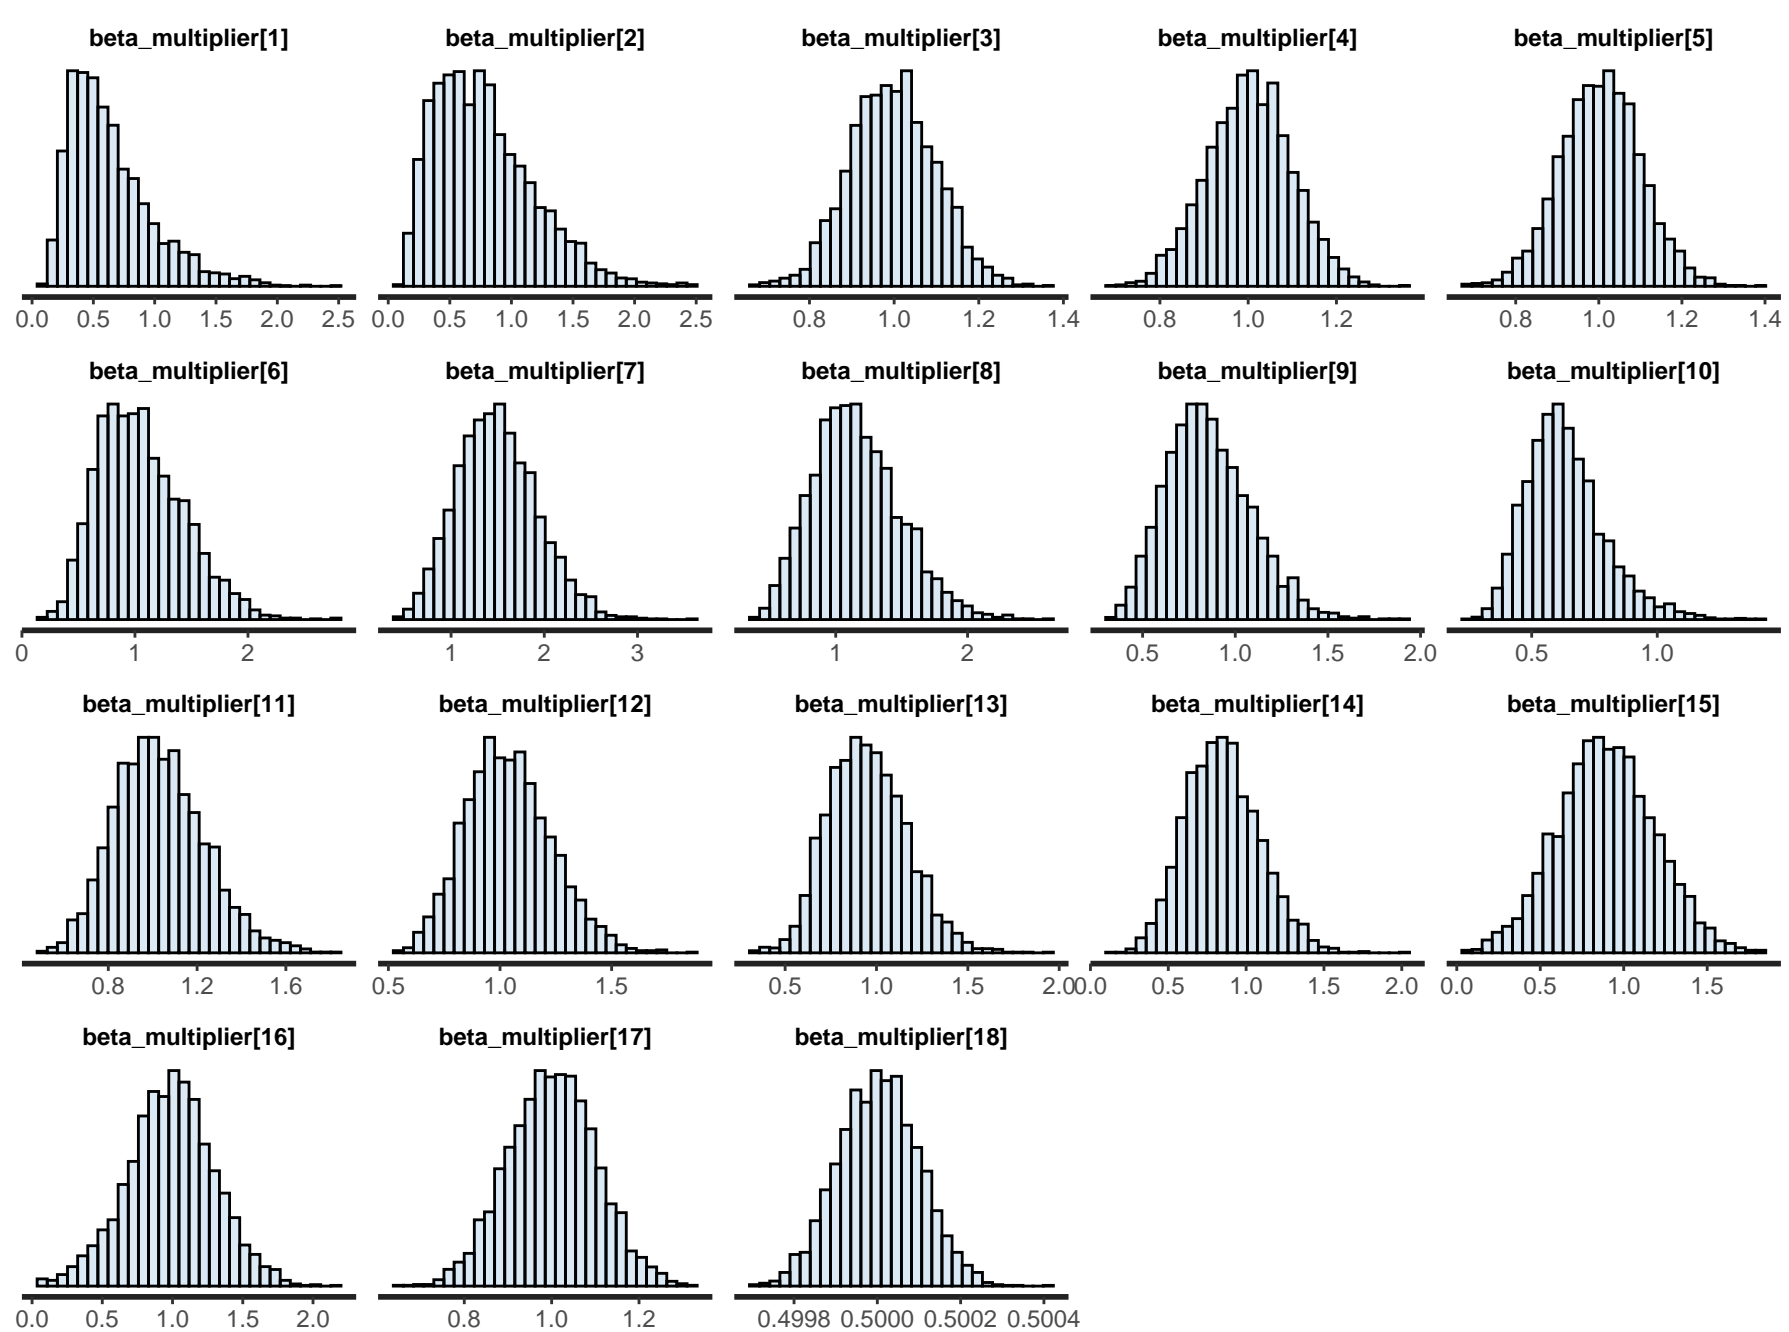 beta_multiplier[1] beta_multiplier[2] beta_multiplier[3] beta_multiplier[4] beta_multiplier[5]
0.0 0.5 1.0 1.5 2.0 2.5 0.0 0.5 1.0 1.5 2.0 2.5 0.8 1.0 1.2 1.4 0.8 1.0 1.2 0.8 1.0 1.2 1.4
beta_multiplier[6] beta_multiplier[7] beta_multiplier[8] beta_multiplier[9] beta_multiplier[10]
0 1 2 1 2 3 1 2 0.5 1.0 1.5 2.0 0.5 1.0
beta_multiplier[11] beta_multiplier[12] beta_multiplier[13] beta_multiplier[14] beta_multiplier[15]
0.8 1.2 1.6 0.5 1.0 1.5 0.5 1.0 1.5 2.0 0.0 0.5 1.0 1.5 2.0 0.0 0.5 1.0 1.5
beta_multiplier[16] beta_multiplier[17] beta_multiplier[18]
0.0 0.5 1.0 1.5 2.0 0.8 1.0 1.2 0.4998 0.5000 0.5002 0.5004